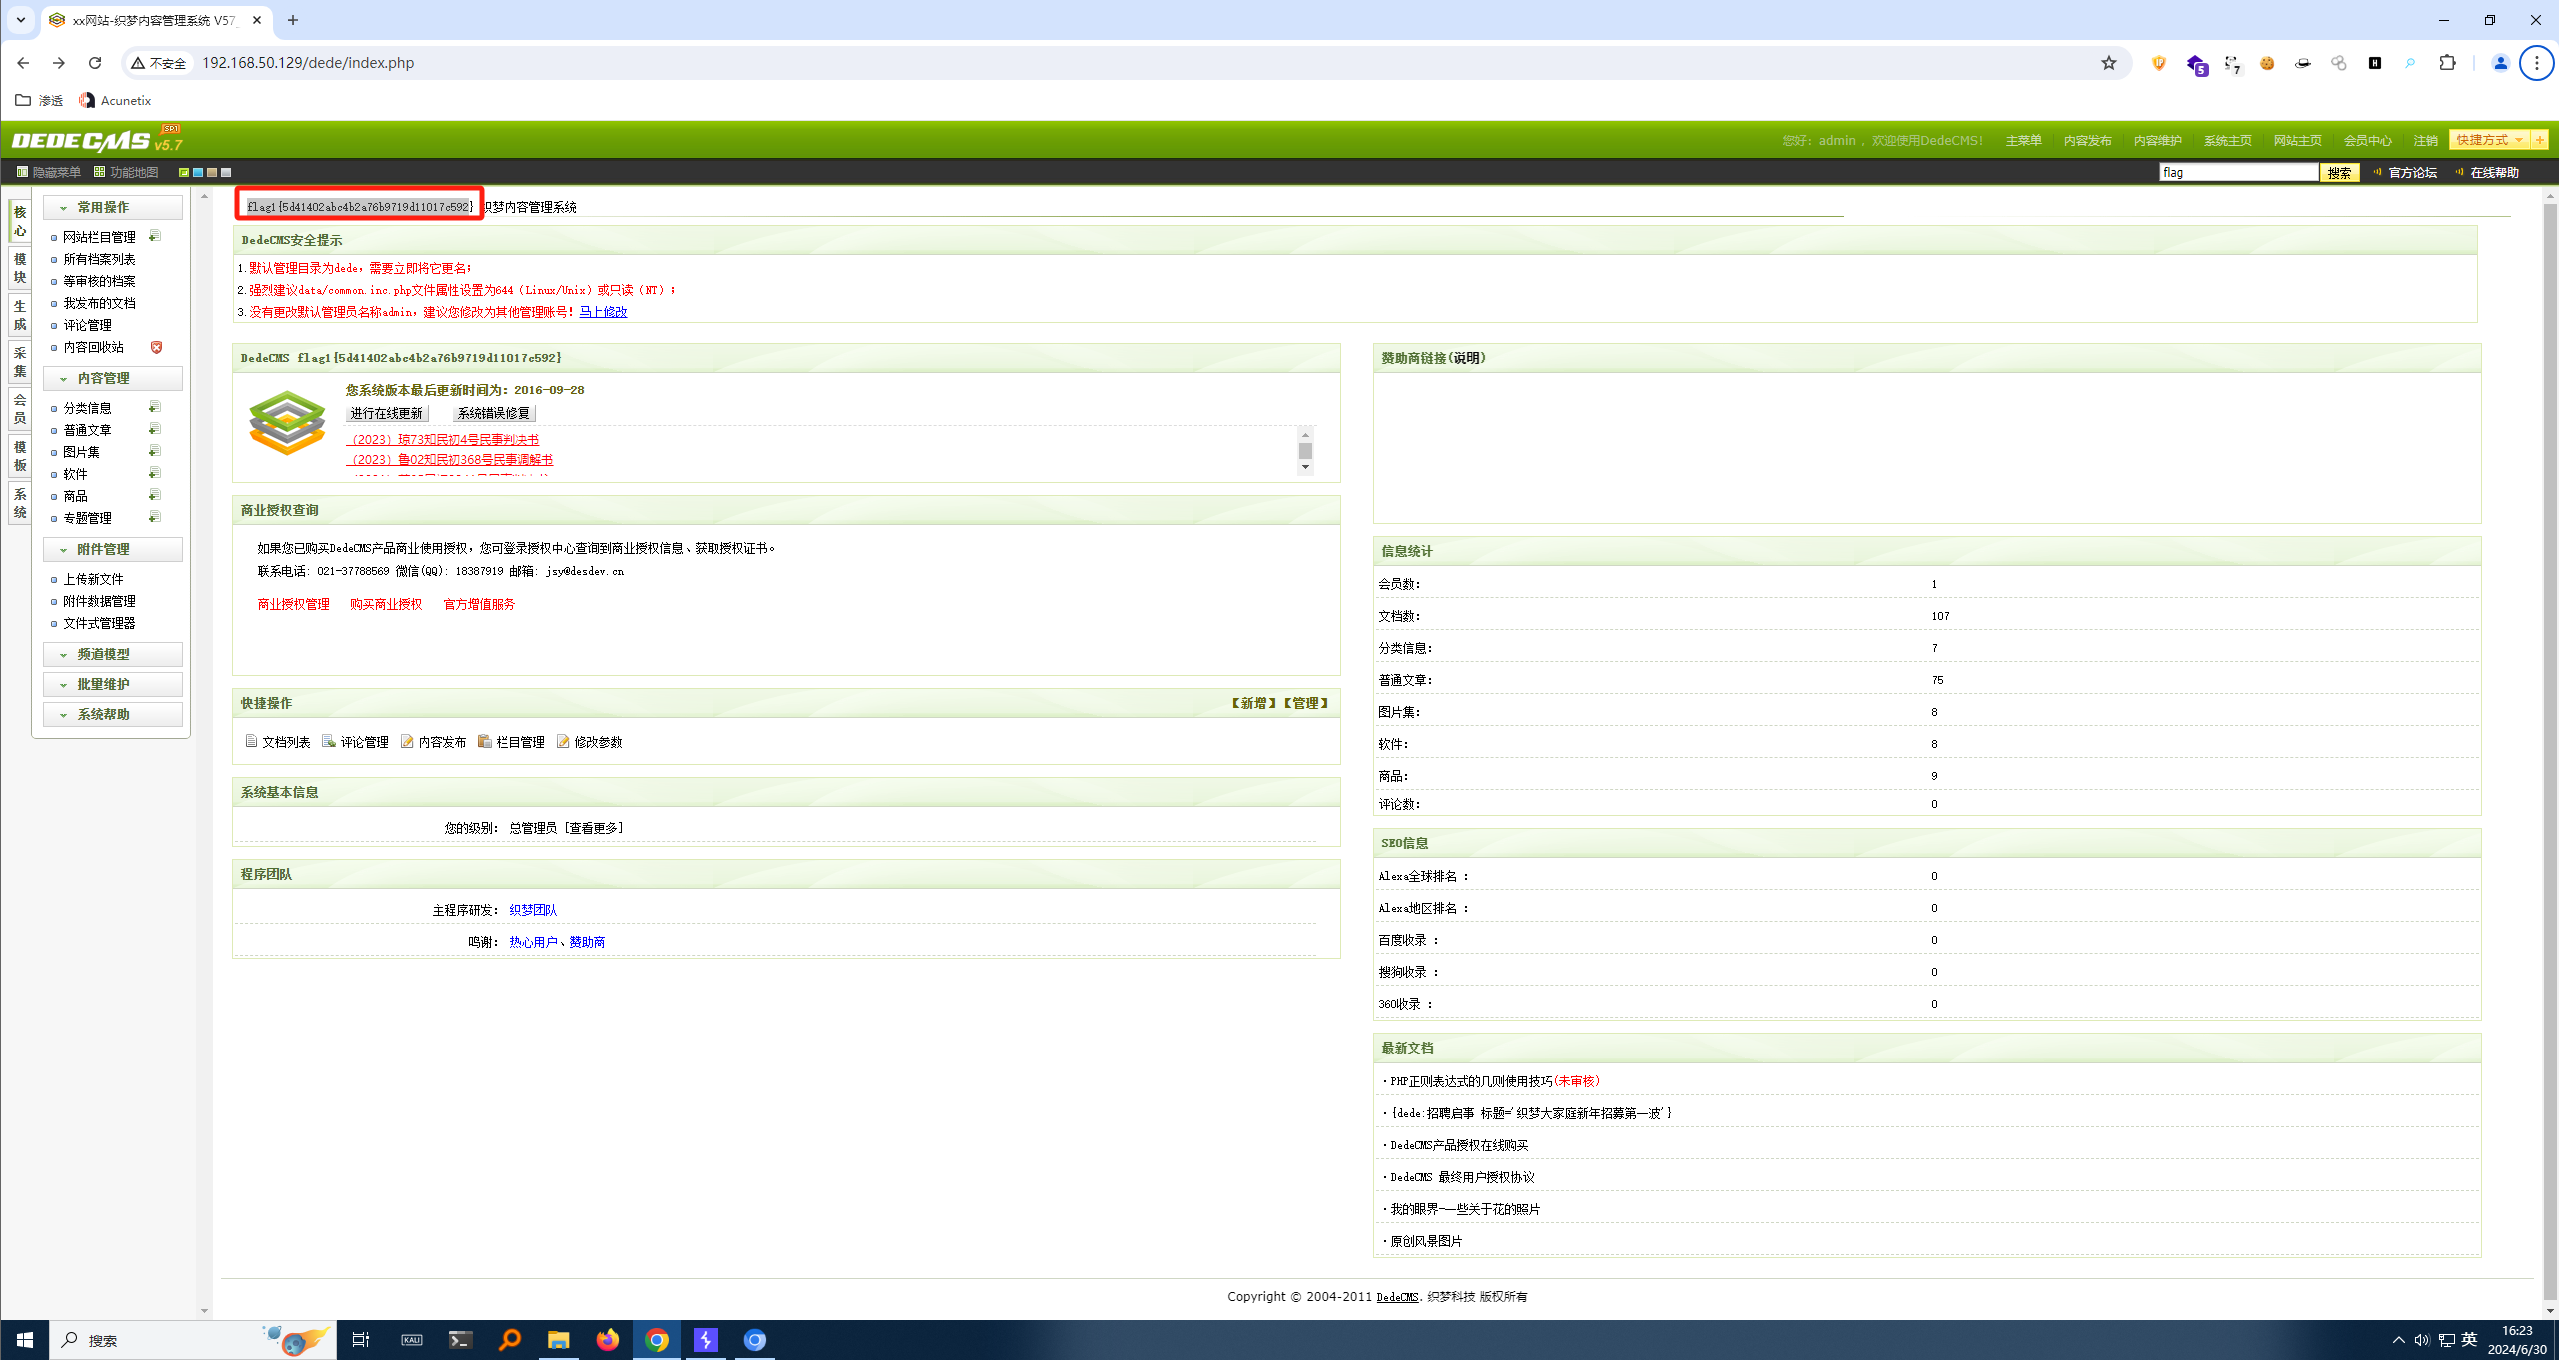 xx网站-织梦内容管理系统 V57_
不安全 192.168.50.129/dede/index.php
5
7
渗透 Acunetix
DEDECMS v5.7 SP1
您好：admin ，欢迎使用DedeCMS！ 主菜单 内容发布 内容维护 系统主页 网站主页 会员中心 注销 快捷方式
隐藏菜单 功能地图
flag 搜索 官方论坛 在线帮助
核心
模块
生成
采集
会员
模板
系统
常用操作
网站栏目管理
所有档案列表
等审核的档案
我发布的文档
评论管理
内容回收站
内容管理
分类信息
普通文章
图片集
软件
商品
专题管理
附件管理
上传新文件
附件数据管理
文件式管理器
频道模型
批量维护
系统帮助
flag1{5d41402abc4b2a76b9719d11017c592} 织梦内容管理系统
DedeCMS安全提示
1.默认管理目录为dede，需要立即将它更名；
2.强烈建议data/common.inc.php文件属性设置为644（Linux/Unix）或只读（NT）；
3.没有更改默认管理员名称admin，建议您修改为其他管理账号！马上修改
DedeCMS flag1{5d41402abc4b2a76b9719d11017c592}
您系统版本最后更新时间为：2016-09-28
进行在线更新 系统错误修复
（2023）琼73知民初4号民事判决书
（2023）鲁02知民初368号民事调解书
商业授权查询
如果您已购买DedeCMS产品商业使用授权，您可登录授权中心查询到商业授权信息、获取授权证书。
联系电话: 021-37788569 微信(QQ): 18387919 邮箱: jsy@desdev.cn
商业授权管理 购买商业授权 官方增值服务
快捷操作 【新增】【管理】
文档列表 评论管理 内容发布 栏目管理 修改参数
系统基本信息
您的级别： 总管理员 [查看更多]
程序团队
主程序研发： 织梦团队
鸣谢： 热心用户、赞助商
赞助商链接(说明)
信息统计
会员数： 1
文档数： 107
分类信息： 7
普通文章： 75
图片集： 8
软件： 8
商品： 9
评论数： 0
SEO信息
Alexa全球排名 ： 0
Alexa地区排名 ： 0
百度收录 ： 0
搜狗收录 ： 0
360收录 ： 0
最新文档
·PHP正则表达式的几则使用技巧(未审核)
·{dede:招聘启事 标题='织梦大家庭新年招募第一波'}
·DedeCMS产品授权在线购买
·DedeCMS 最终用户授权协议
·我的眼界-一些关于花的照片
·原创风景图片
Copyright © 2004-2011 DedeCMS. 织梦科技 版权所有
搜索
KALI
英
16:23
2024/6/30